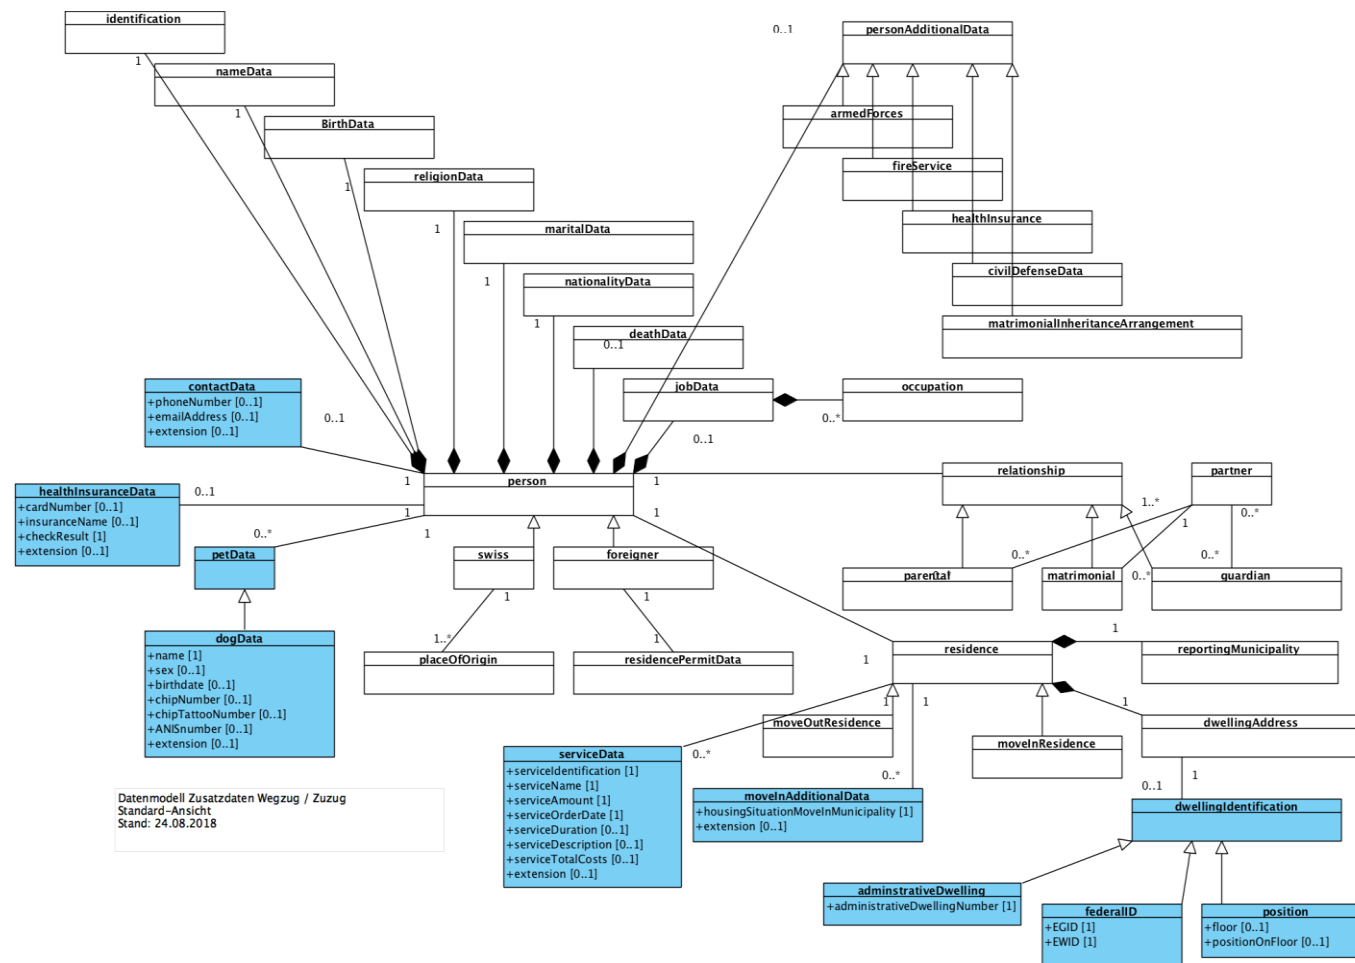 identification
1
nameData
1
BirthData
1
religionData
1
maritalData
1
nationalityData
1
deathData
0..1
0..1
personAdditionalData
armedForces
fireService
healthInsurance
civilDefenseData
matrimonialInheritanceArrangement
jobData
0..1
occupation
0..*
contactData
+phoneNumber [0..1]
+emailAddress [0..1]
+extension [0..1]
0..1
1
healthInsuranceData
+cardNumber [0..1]
+insuranceName [0..1]
+checkResult [1]
+extension [0..1]
0..1
1
person
1
1
relationship
partner
1..*
1
0..*
0..*
0..*
0..*
parental
matrimonial
guardian
1
0..*
petData
1
swiss
1
foreigner
1
dogData
+name [1]
+sex [0..1]
+birthdate [0..1]
+chipNumber [0..1]
+chipTattooNumber [0..1]
+ANISnumber [0..1]
+extension [0..1]
1..*
placeOfOrigin
1
residencePermitData
1
residence
1
reportingMunicipality
1
1
1
moveOutResidence
moveInResidence
dwellingAddress
1
0..1
0..*
serviceData
+serviceIdentification [1]
+serviceName [1]
+serviceAmount [1]
+serviceOrderDate [1]
+serviceDuration [0..1]
+serviceDescription [0..1]
+serviceTotalCosts [0..1]
+extension [0..1]
0..*
moveInAdditionalData
+housingSituationMoveInMunicipality [1]
+extension [0..1]
dwellingIdentification
adminstrativeDwelling
+administrativeDwellingNumber [1]
federalID
+EGID [1]
+EWID [1]
position
+floor [0..1]
+positionOnFloor [0..1]
Datenmodell Zusatzdaten Wegzug / Zuzug
Standard-Ansicht
Stand: 24.08.2018